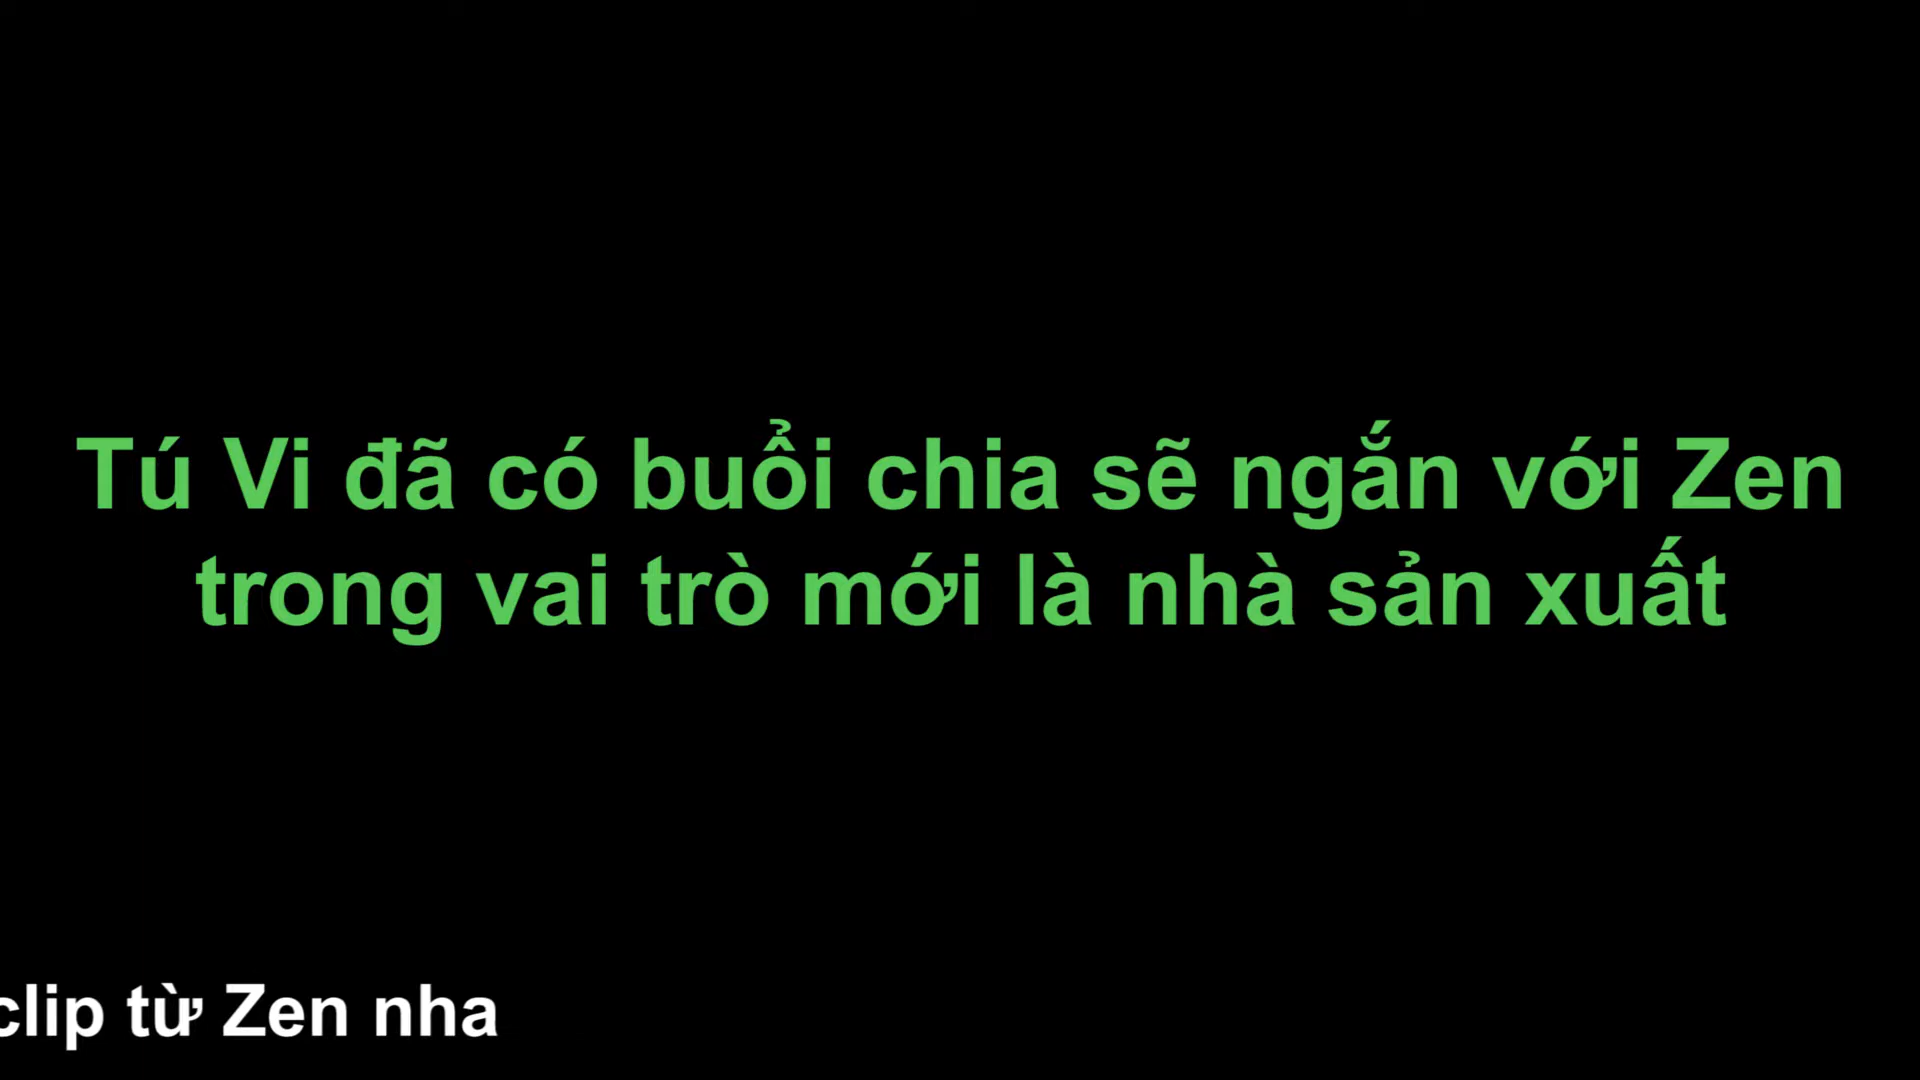 Tú Vi đã có buổi chia sẽ ngắn với Zen
trong vai trò mới là nhà sản xuất
clip từ Zen nha